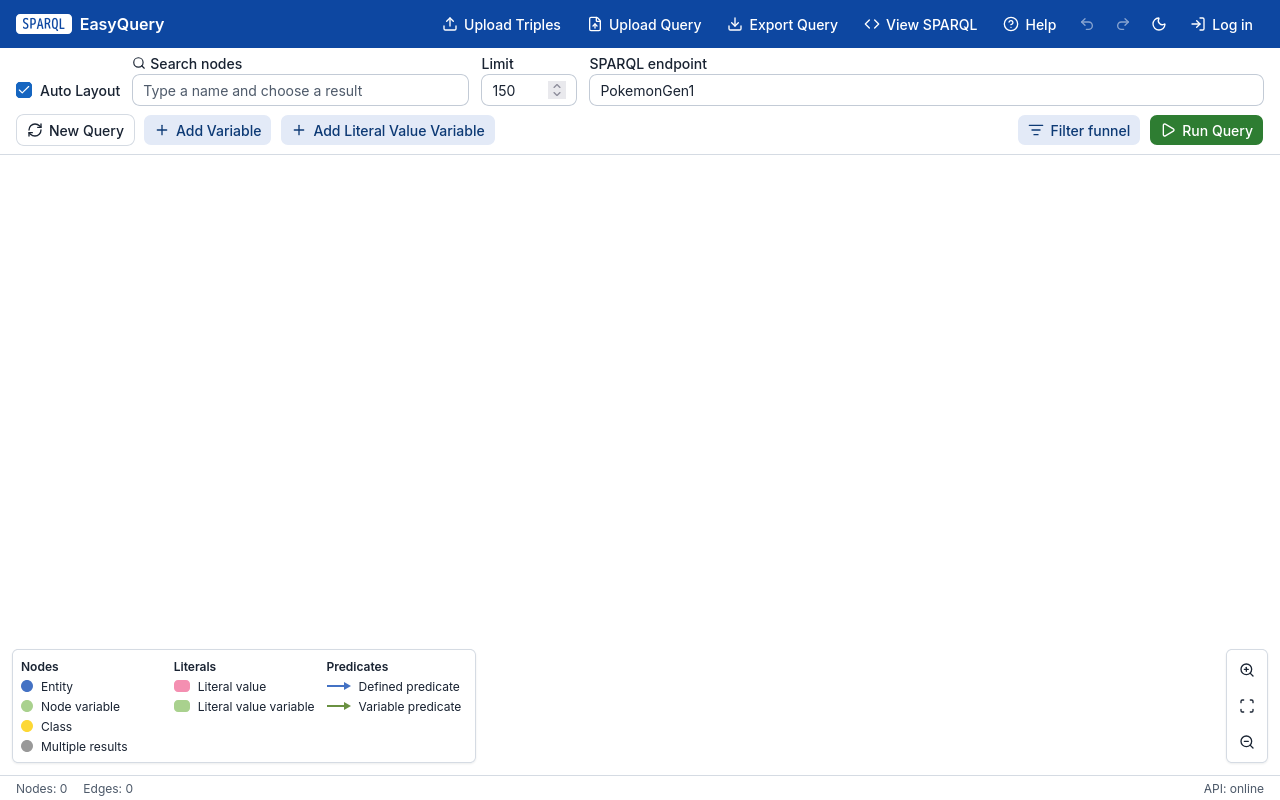 SPARQL EasyQuery Upload Triples Upload Query Export Query View SPARQL Help Log in
Search nodes Limit SPARQL endpoint
Auto Layout Type a name and choose a result 150 PokemonGen1
New Query Add Variable Add Literal Value Variable Filter funnel Run Query
Nodes Literals Predicates
Entity Literal value Defined predicate
Node variable Literal value variable Variable predicate
Class
Multiple results
Nodes: 0 Edges: 0 API: online